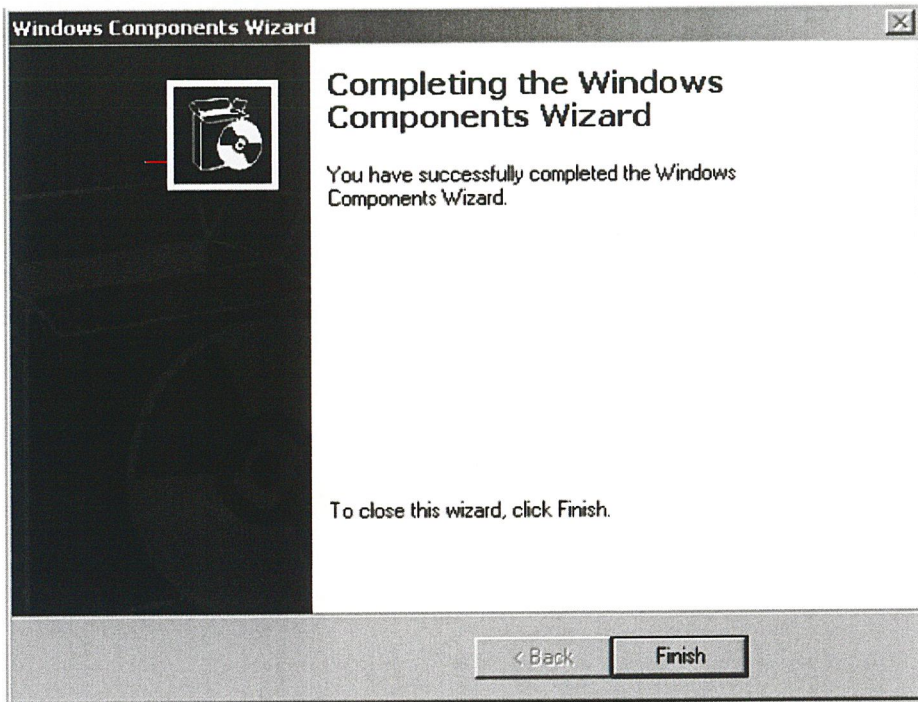 Windows Components Wizard
Completing the Windows
Components Wizard
You have successfully completed the Windows
Components Wizard.
To close this wizard, click Finish.
< Back
Finish